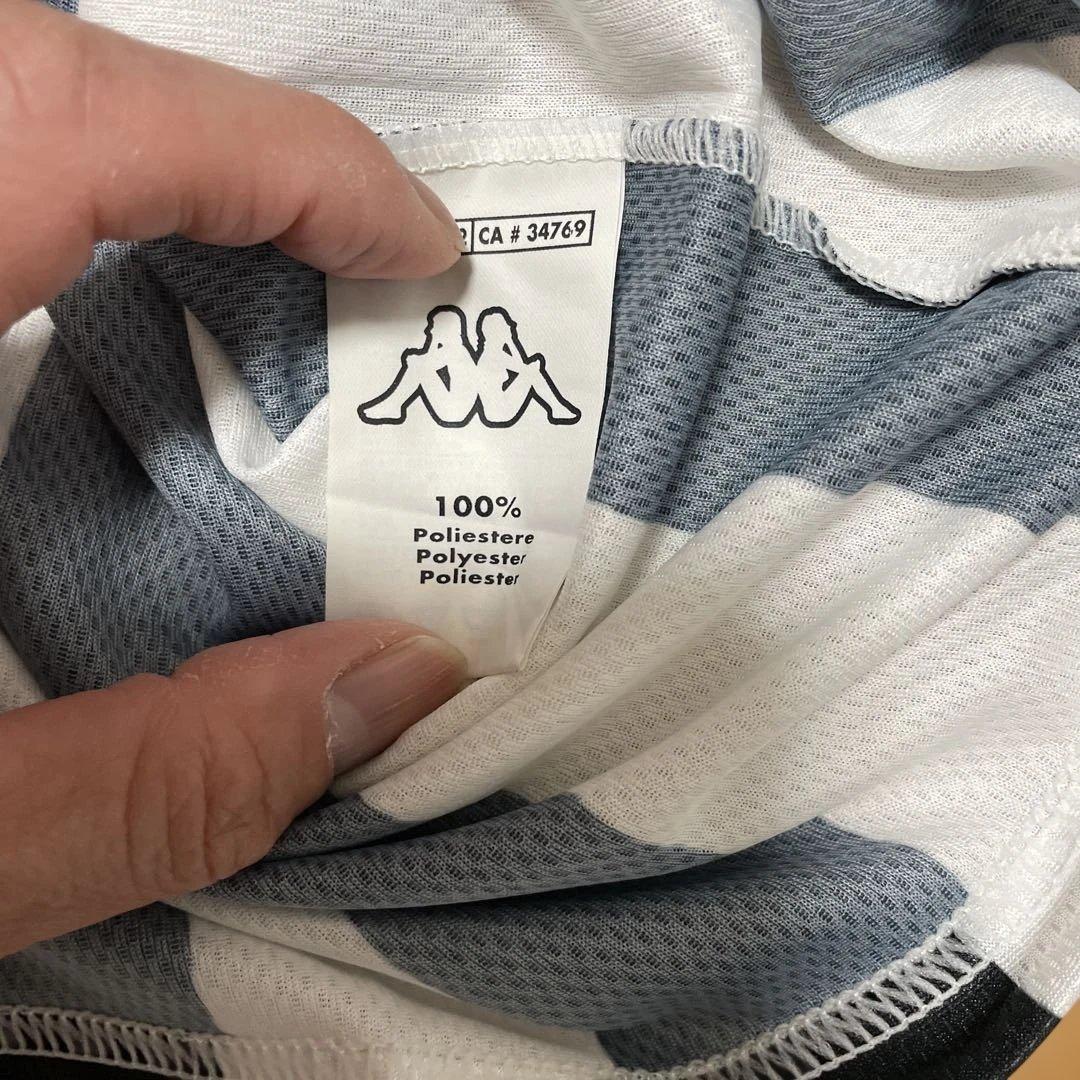 CA # 34769
100%
Poliestere
Polyester
Poliester